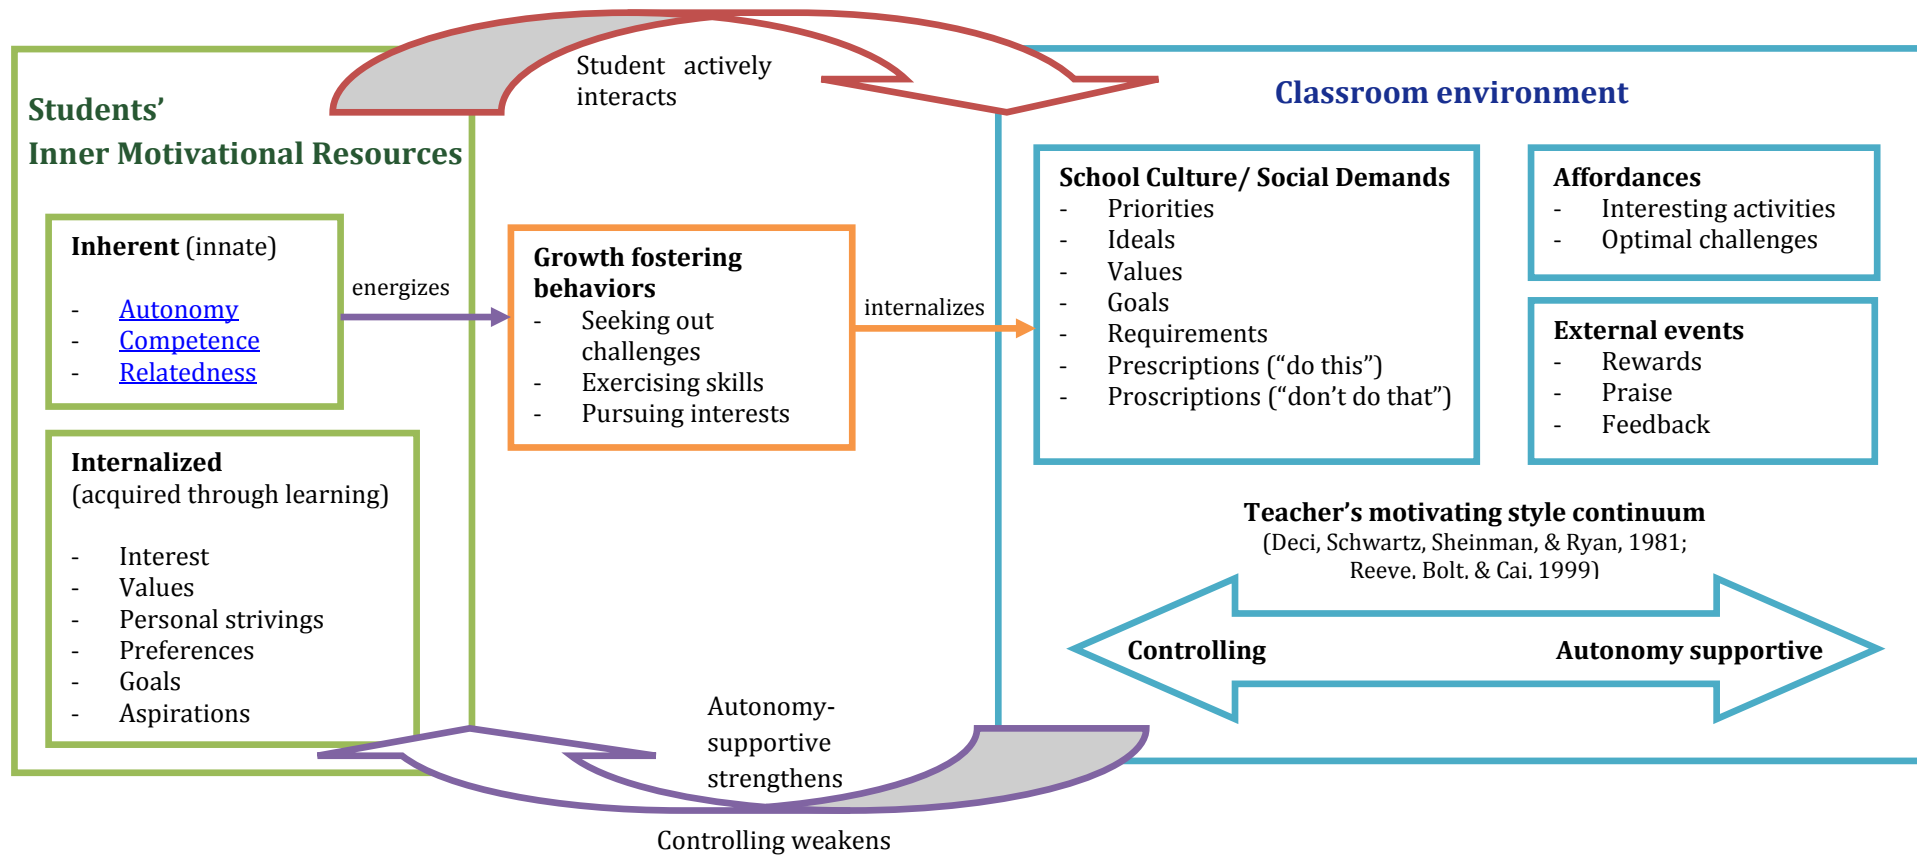 Student actively
interacts
Students’
Inner Motivational Resources
Inherent (innate)
- Autonomy
- Competence
- Relatedness
Internalized
(acquired through learning)
- Interest
- Values
- Personal strivings
- Preferences
- Goals
- Aspirations
energizes
Growth fostering
behaviors
- Seeking out
challenges
- Exercising skills
- Pursuing interests
internalizes
Classroom environment
School Culture/ Social Demands
- Priorities
- Ideals
- Values
- Goals
- Requirements
- Prescriptions (“do this”)
- Proscriptions (“don’t do that”)
Affordances
- Interesting activities
- Optimal challenges
External events
- Rewards
- Praise
- Feedback
Teacher’s motivating style continuum
(Deci, Schwartz, Sheinman, & Ryan, 1981;
Reeve, Bolt, & Cai, 1999)
Controlling
Autonomy supportive
Autonomy-
supportive
strengthens
Controlling weakens